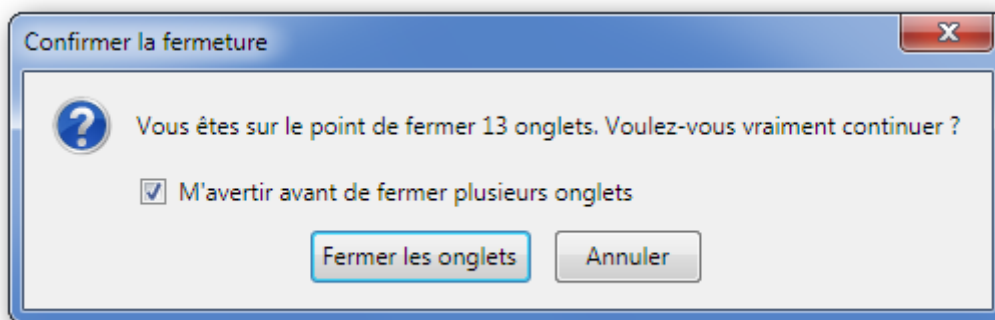 Confirmer la fermeture
Vous êtes sur le point de fermer 13 onglets. Voulez-vous vraiment continuer ?
M'avertir avant de fermer plusieurs onglets
Fermer les onglets
Annuler